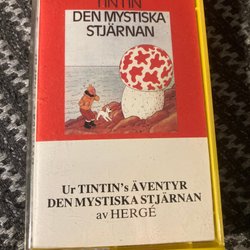 TINTIN
DEN MYSTISKA
STJÄRNAN
Ur TINTIN's ÄVENTYR
DEN MYSTISKA STJÄRNAN
av HERGÉ